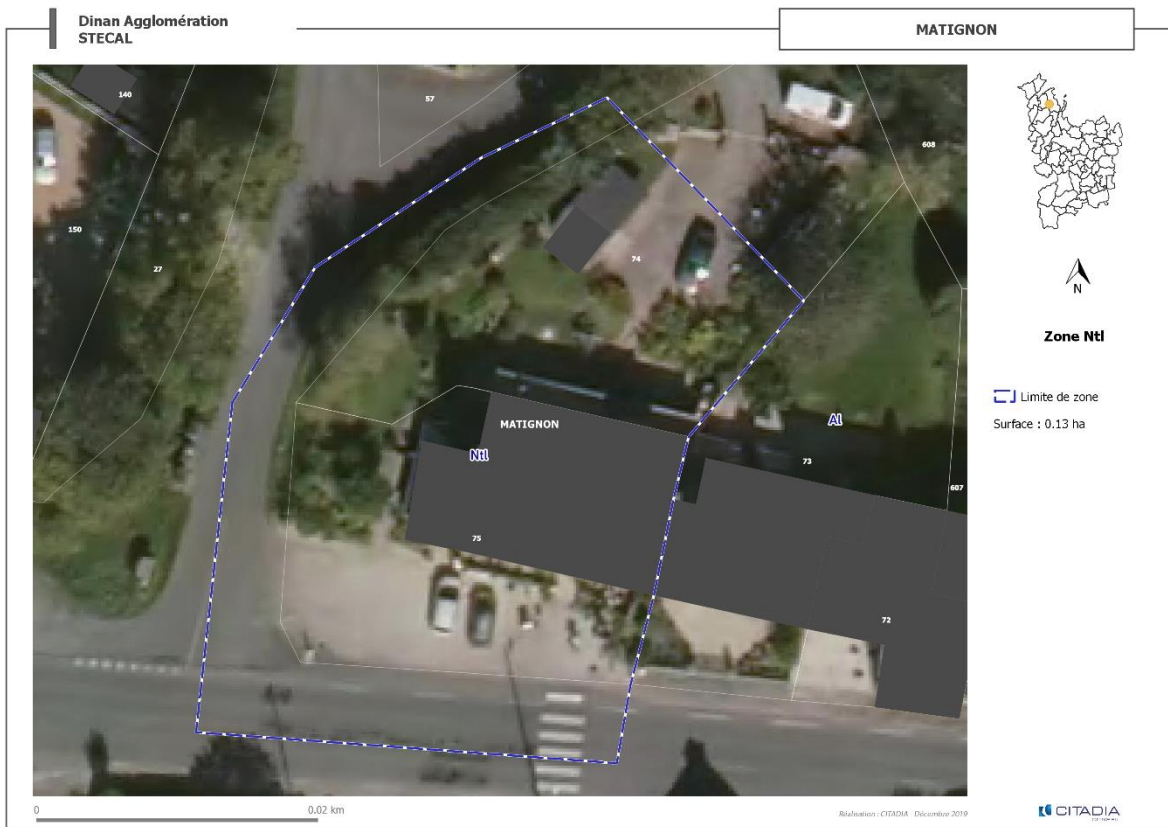 Dinan Agglomération
STECAL
MATIGNON
140
57
608
150
27
74
N
Zone Ntl
Limite de zone
Surface : 0.13 ha
MATIGNON
Al
Ntl
73
607
75
72
0
0.02 km
Réalisation : CITADIA Décembre 2019
CITADIA